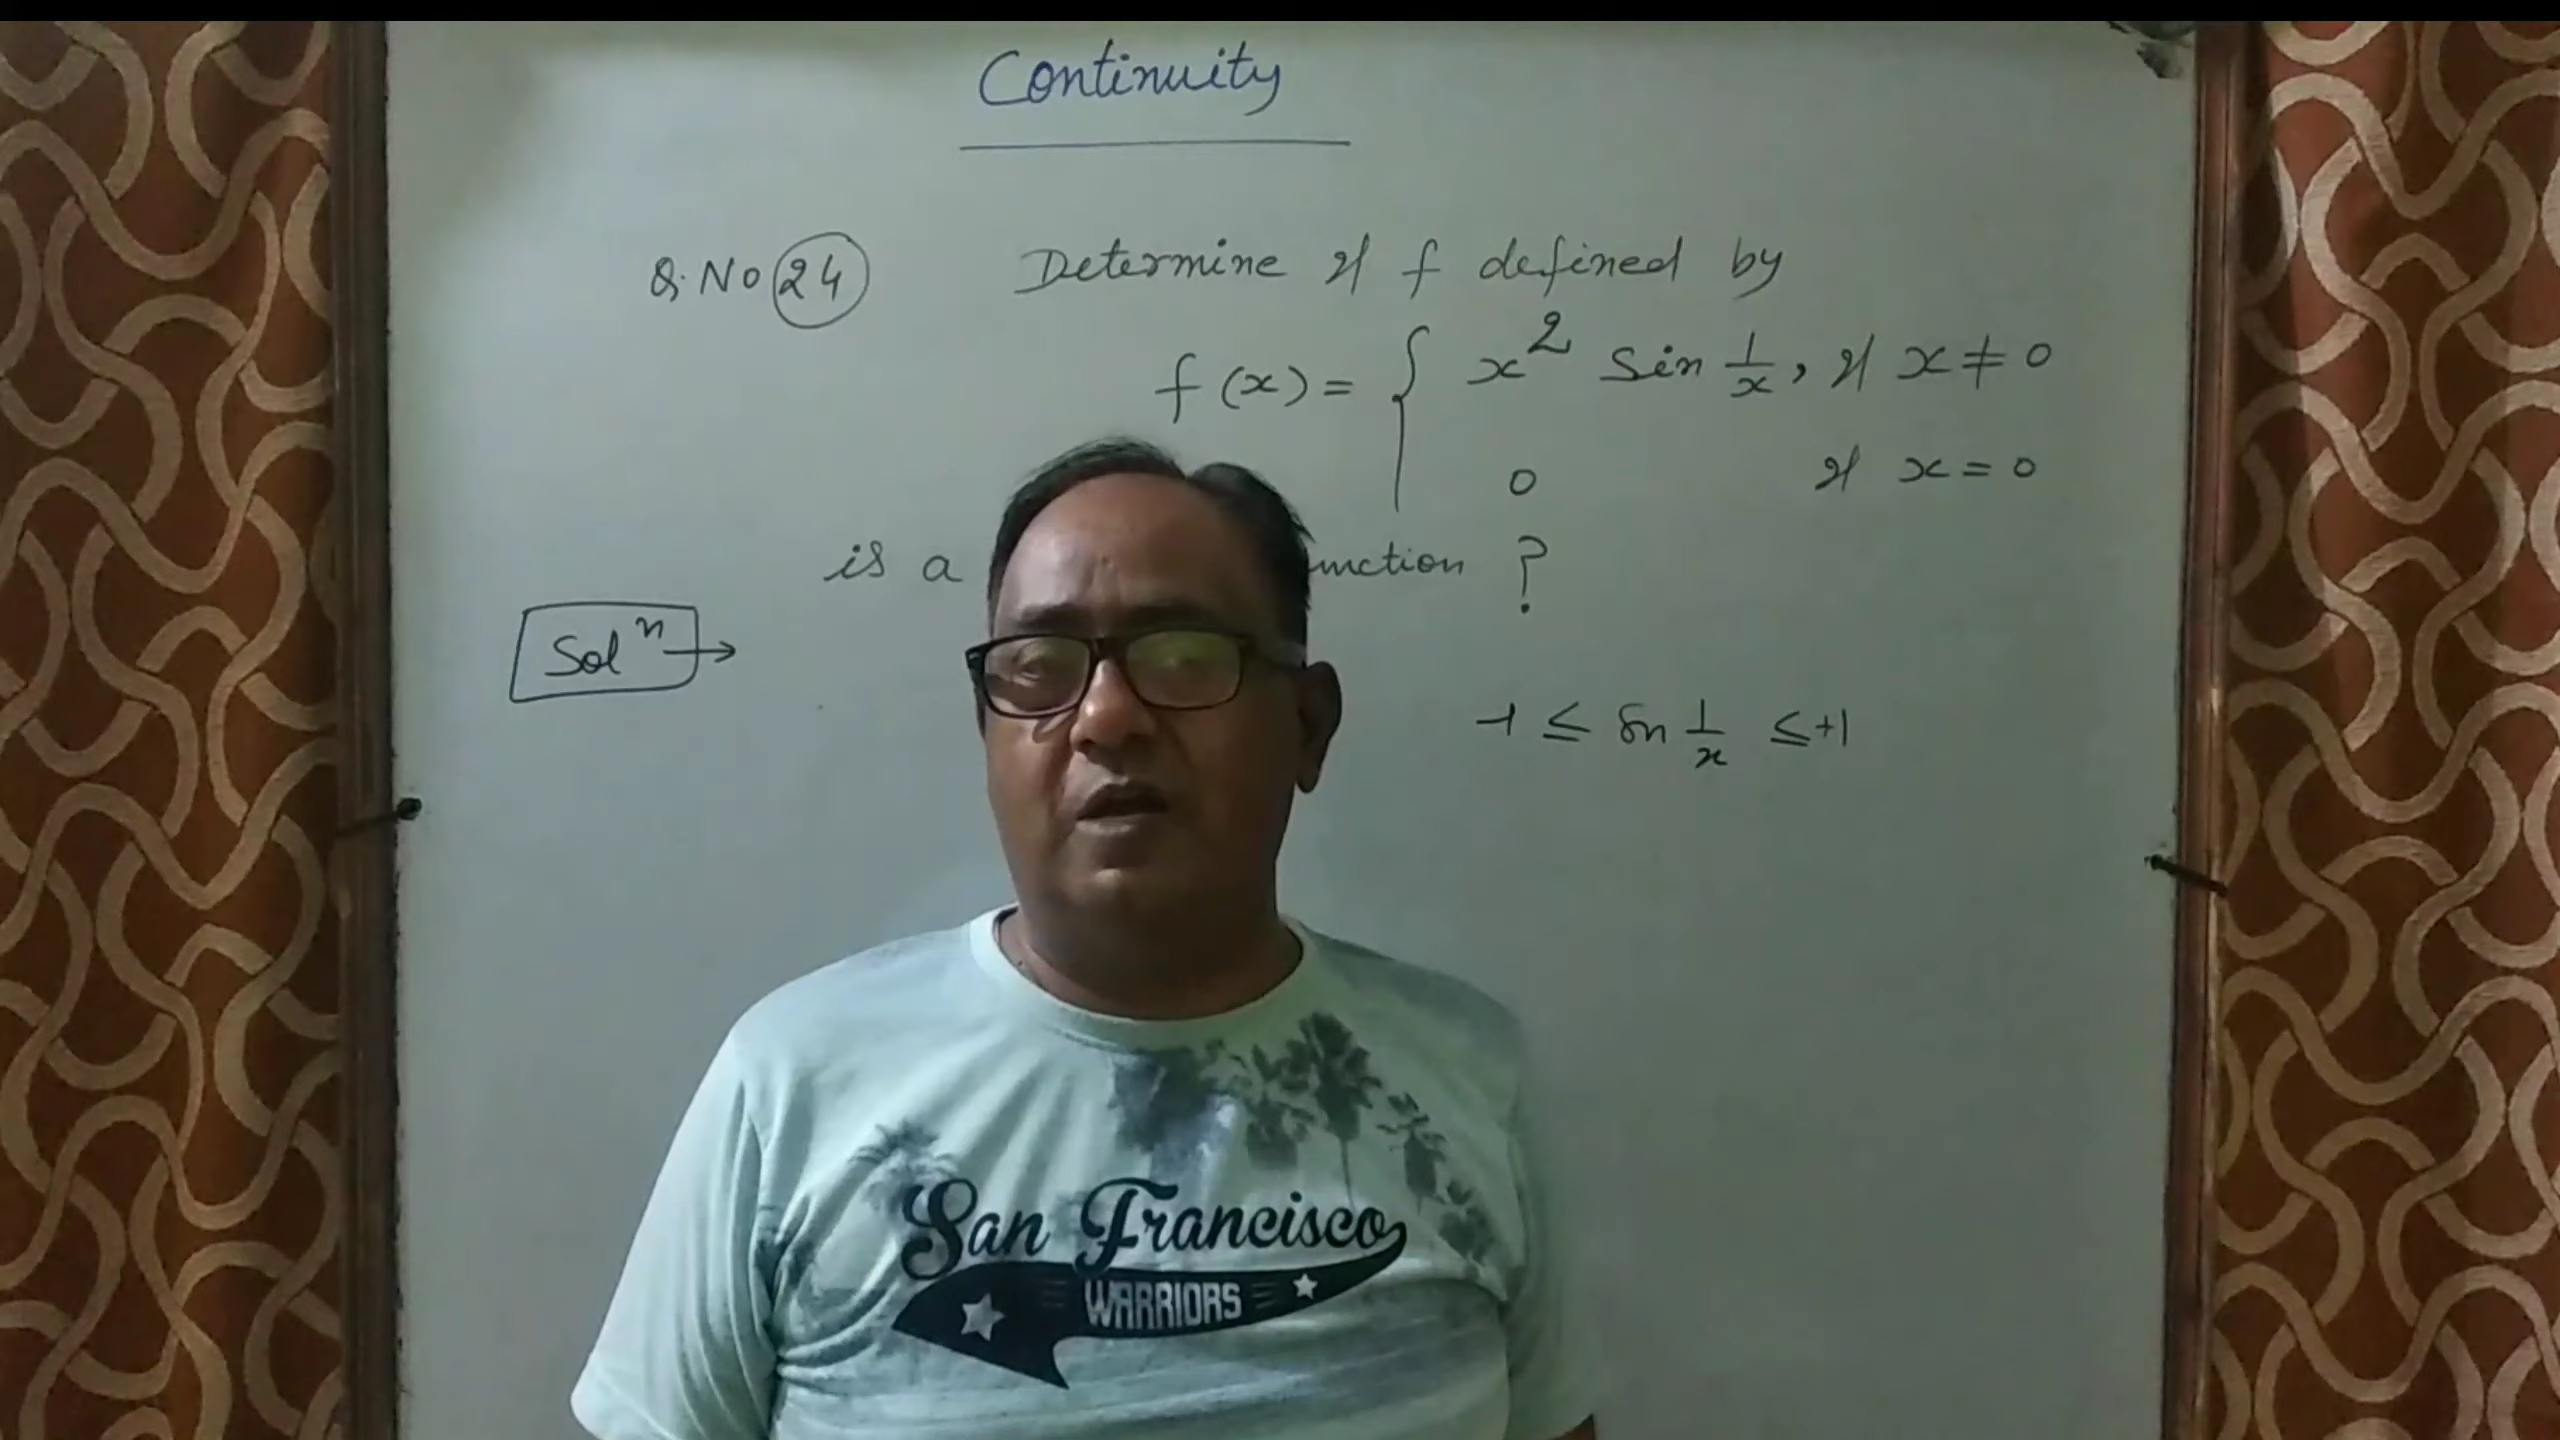 Continuity
Q.No 24 Determine if f defined by
f(x) = { x² Sin 1/x, if x ≠ 0
0 if x = 0
is a unction ?
Solⁿ →
-1 ≤ Sn 1/x ≤ +1
San Francisco
WARRIORS